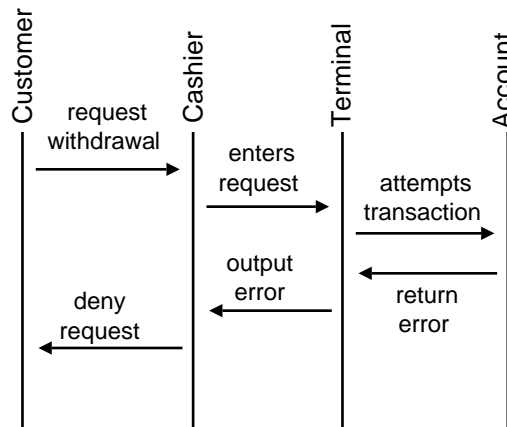 Customer
Cashier
Terminal
Account
request
withdrawal
enters
request
attempts
transaction
output
error
return
error
deny
request